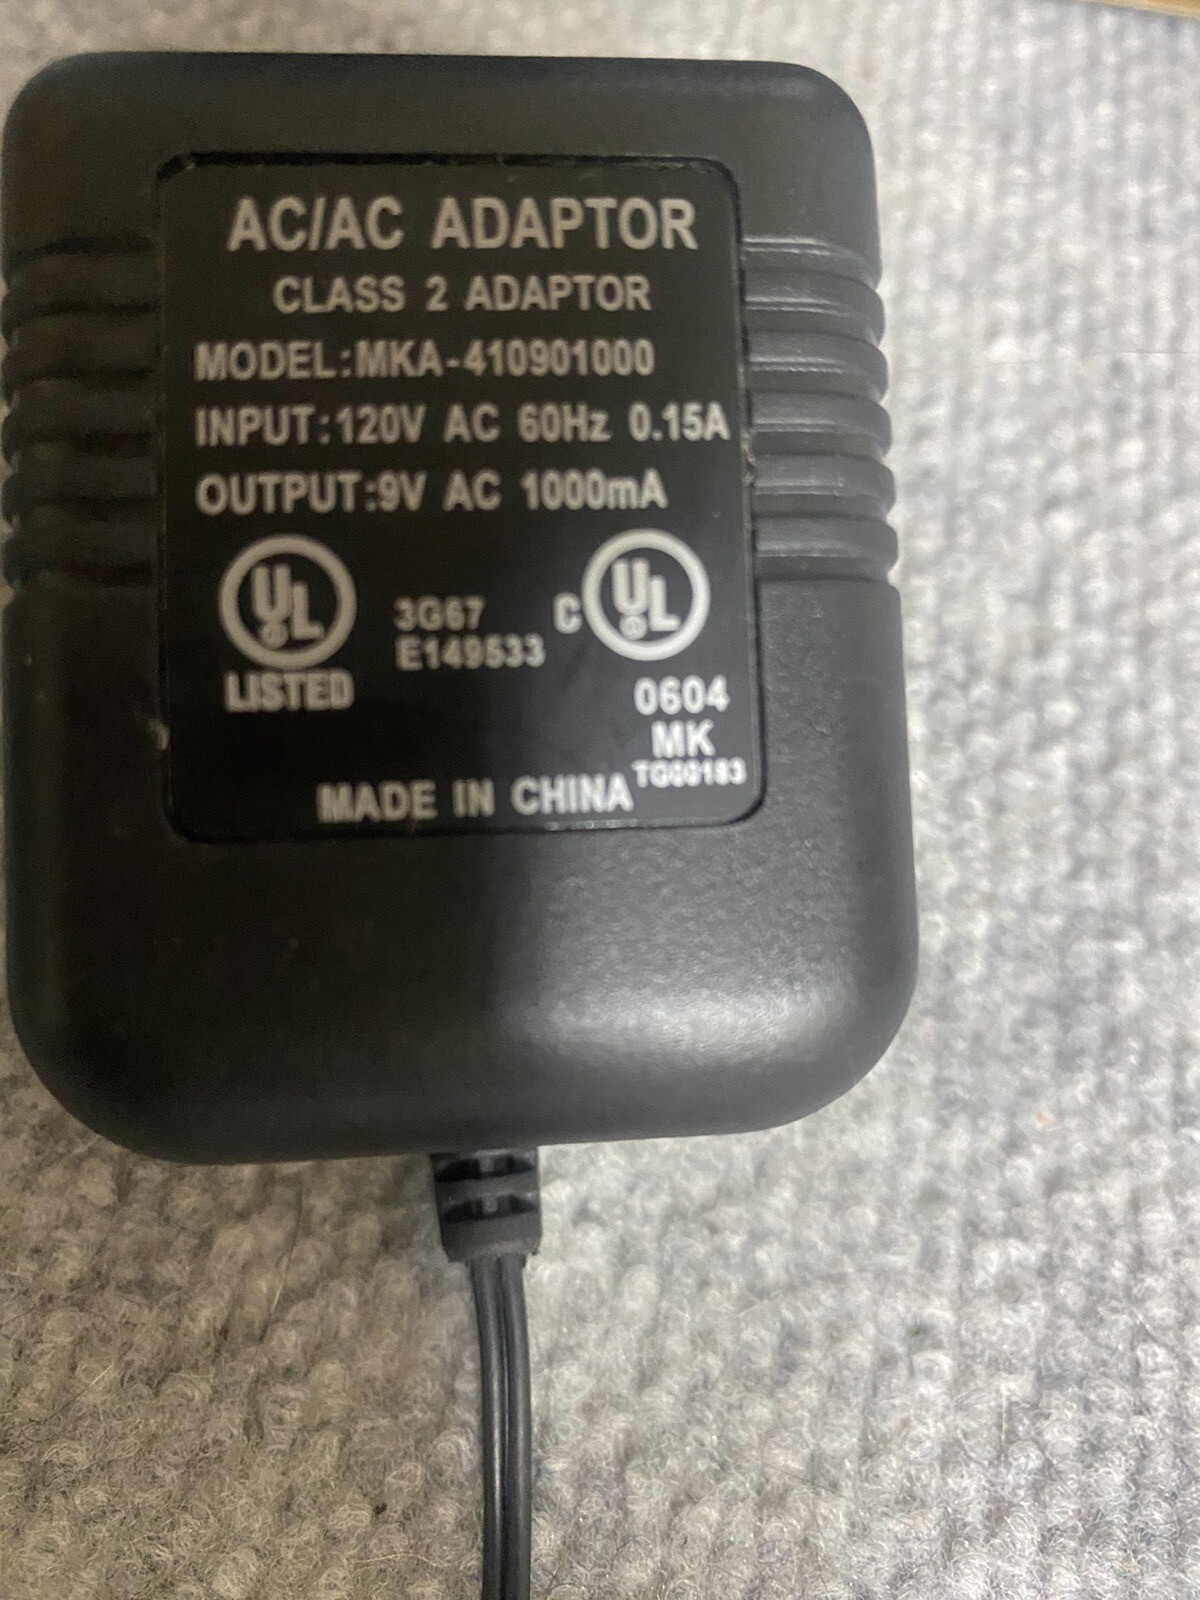 AC/AC ADAPTOR
CLASS 2 ADAPTOR
MODEL:MKA-410901000
INPUT:120V AC 60Hz 0.15A
OUTPUT:9V AC 1000mA
UL
LISTED
3G67
E149533
C UL
0604
MK
TG00183
MADE IN CHINA